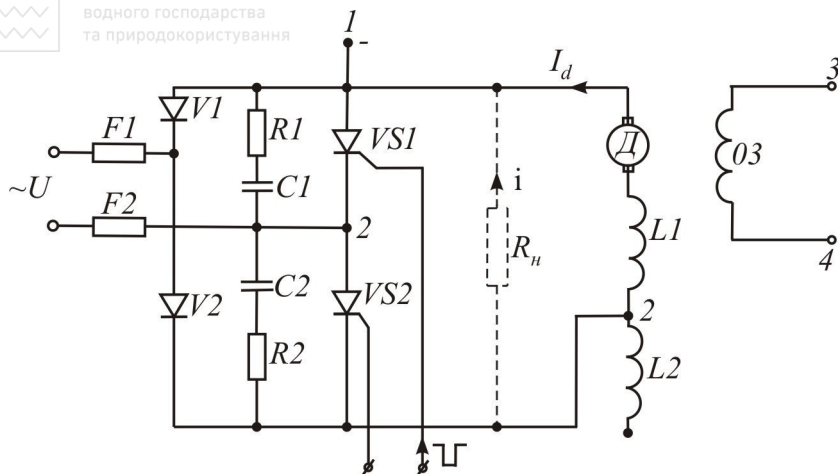 водного господарства
та природокористування
1
-
I_d
3
V1
R1
VS1
F1
Д
03
~U
C1
i
F2
2
R_н
L1
4
C2
VS2
V2
2
R2
L2